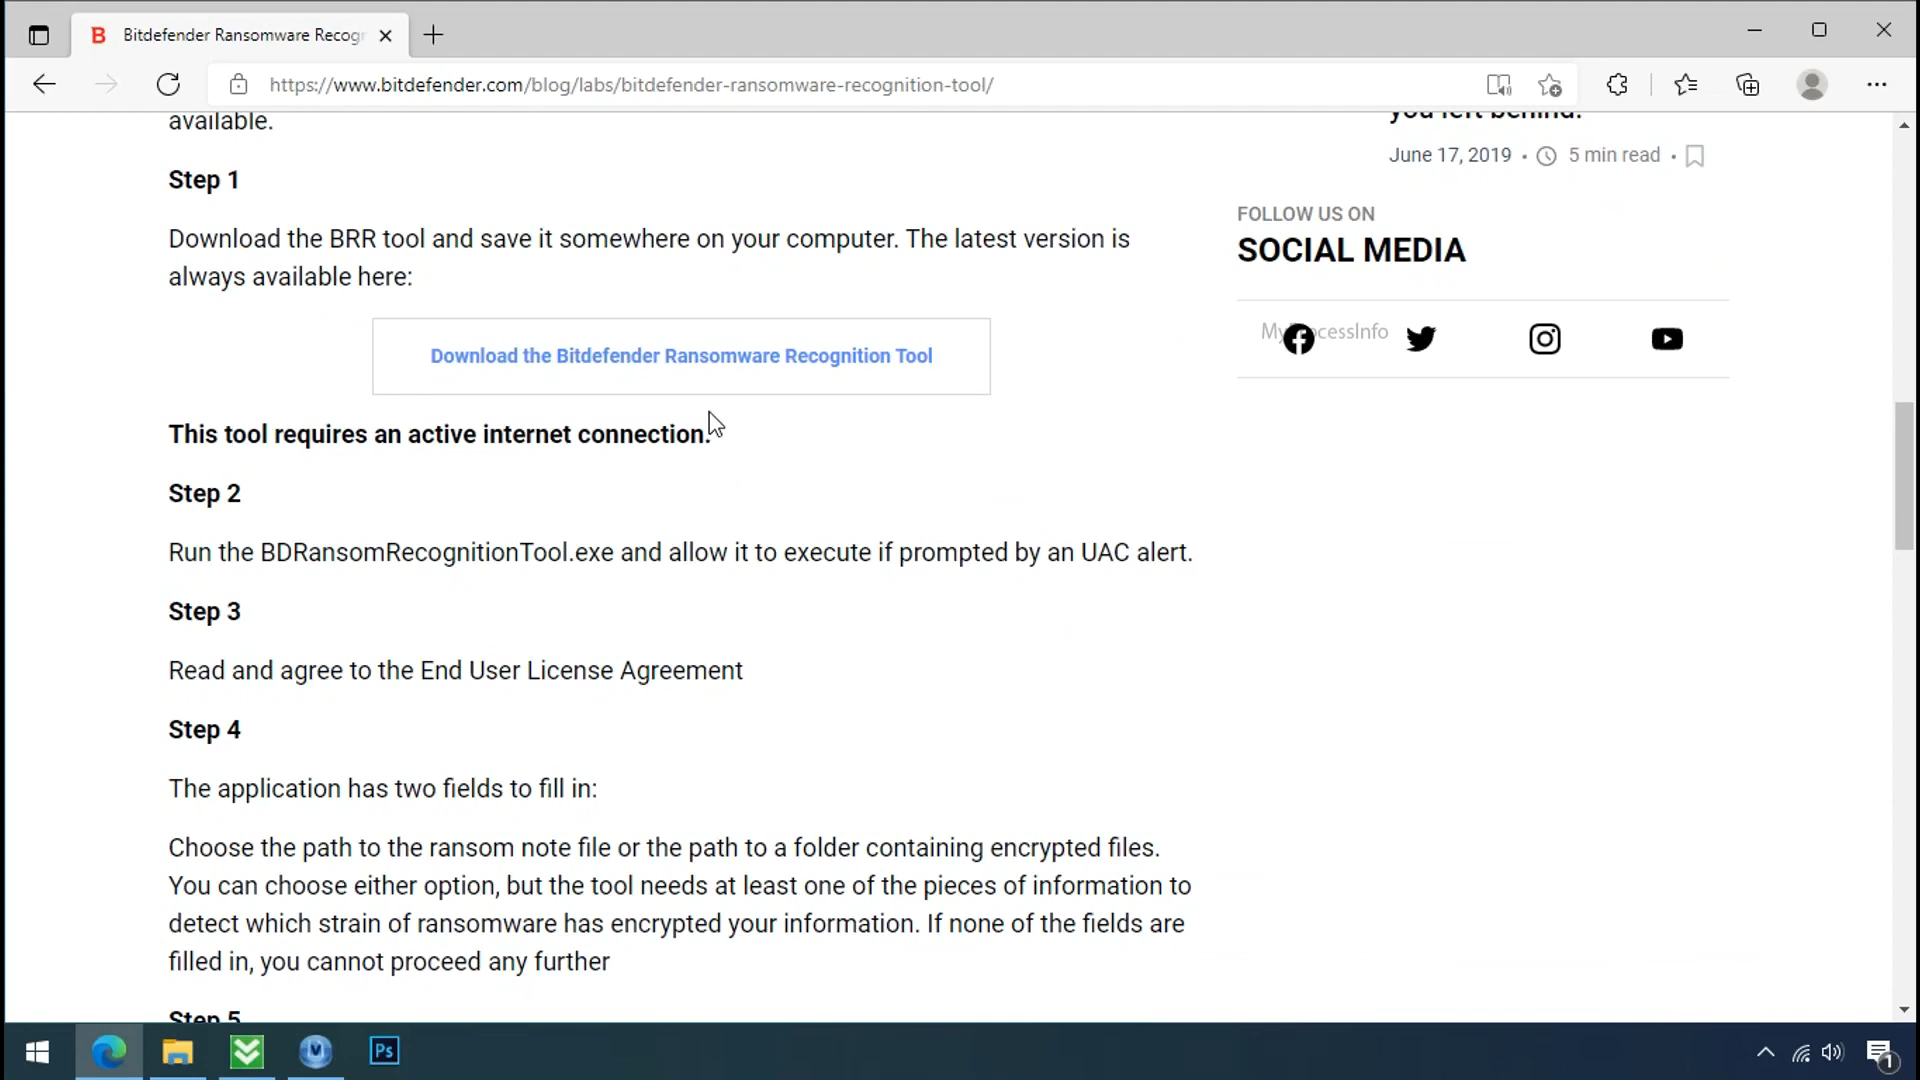 Bitdefender Ransomware Recog
https://www.bitdefender.com/blog/labs/bitdefender-ransomware-recognition-tool/
available.
Step 1
Download the BRR tool and save it somewhere on your computer. The latest version is
always available here:
Download the Bitdefender Ransomware Recognition Tool
This tool requires an active internet connection.
Step 2
Run the BDRansomRecognitionTool.exe and allow it to execute if prompted by an UAC alert.
Step 3
Read and agree to the End User License Agreement
Step 4
The application has two fields to fill in:
Choose the path to the ransom note file or the path to a folder containing encrypted files.
You can choose either option, but the tool needs at least one of the pieces of information to
detect which strain of ransomware has encrypted your information. If none of the fields are
filled in, you cannot proceed any further
Step 5
you left behind?
June 17, 2019 • 5 min read •
FOLLOW US ON
SOCIAL MEDIA
Ps
1